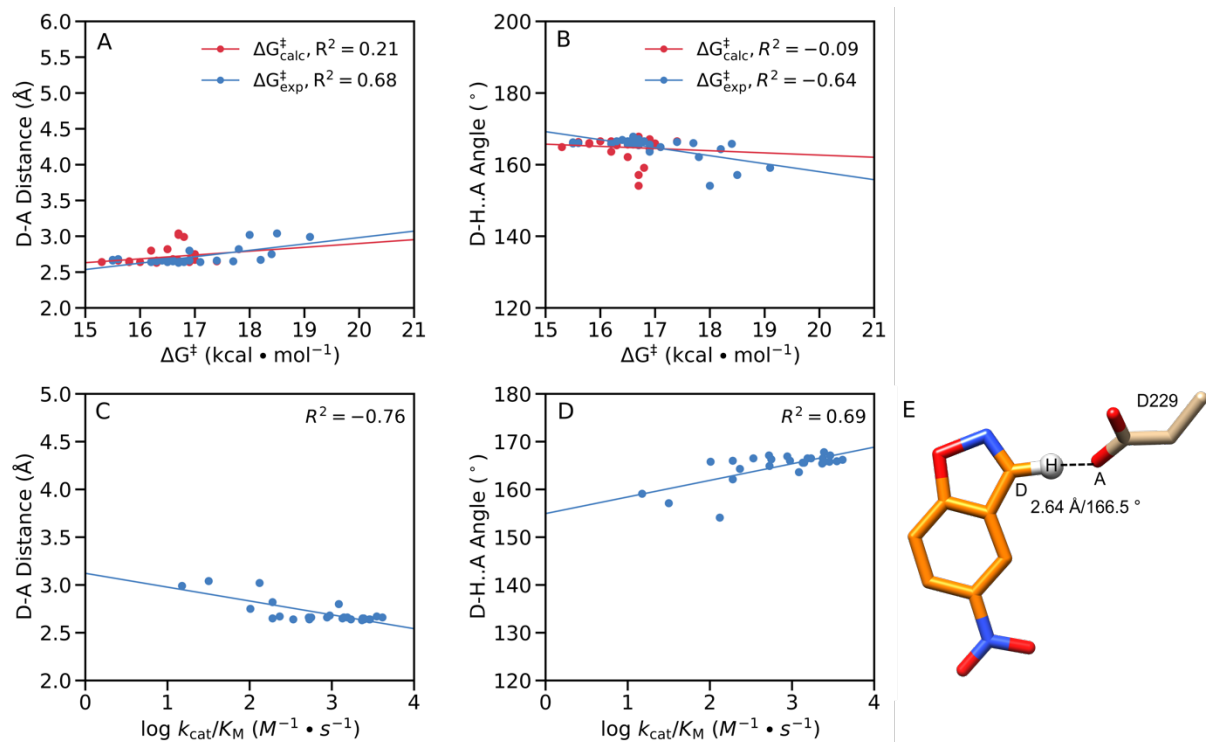 A
ΔG‡calc, R² = 0.21
ΔG‡exp, R² = 0.68
D-A Distance (Å)
6.0
5.5
5.0
4.5
4.0
3.5
3.0
2.5
2.0
15 16 17 18 19 20 21
ΔG‡ (kcal • mol⁻¹)
B
ΔG‡calc, R² = −0.09
ΔG‡exp, R² = −0.64
D-H..A Angle (°)
200
180
160
140
120
15 16 17 18 19 20 21
ΔG‡ (kcal • mol⁻¹)
C
R² = −0.76
D-A Distance (Å)
5.0
4.5
4.0
3.5
3.0
2.5
2.0
0 1 2 3 4
log kcat/KM (M⁻¹ • s⁻¹)
D
R² = 0.69
D-H..A Angle (°)
180
170
160
150
140
130
120
0 1 2 3 4
log kcat/KM (M⁻¹ • s⁻¹)
E
D229
H
D
A
2.64 Å/166.5 °